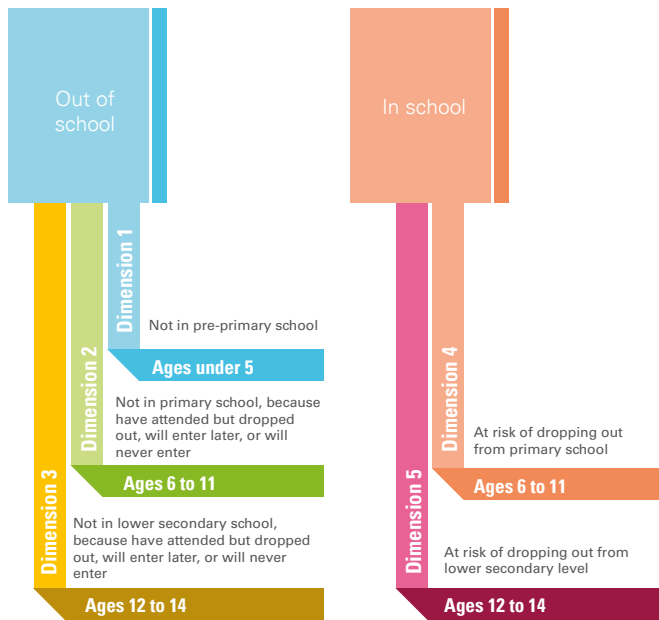 Out of
school
Dimension 1
Not in pre-primary school
Ages under 5
Dimension 2
Not in primary school, because
have attended but dropped
out, will enter later, or will
never enter
Ages 6 to 11
Dimension 3
Not in lower secondary school,
because have attended but dropped
out, will enter later, or will never
enter
Ages 12 to 14
In school
Dimension 4
At risk of dropping out
from primary school
Ages 6 to 11
Dimension 5
At risk of dropping out from
lower secondary level
Ages 12 to 14